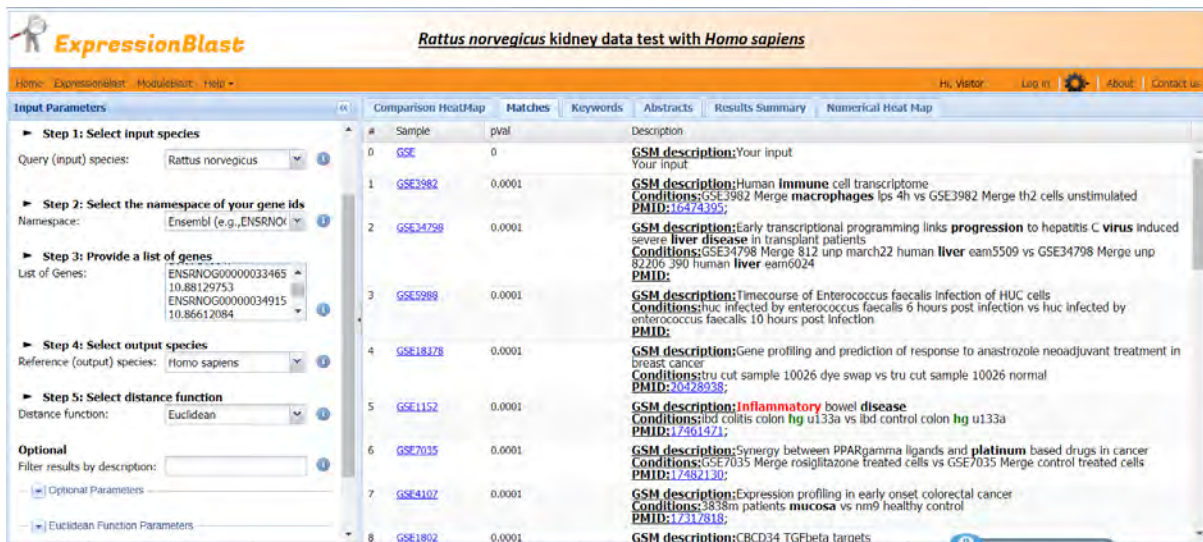 ExpressionBlast
Rattus norvegicus kidney data test with Homo sapiens
Home ExpressionBlast ModuleBlast Help
Hi, Visitor Log in About Contact us
Input Parameters
Step 1: Select input species
Query (input) species: Rattus norvegicus
Step 2: Select the namespace of your gene ids
Namespace: Ensembl (e.g.,ENSRNO(
Step 3: Provide a list of genes
List of Genes: ENSRNOG00000033465
10.88129753
ENSRNOG00000034915
10.86612084
Step 4: Select output species
Reference (output) species: Homo sapiens
Step 5: Select distance function
Distance function: Euclidean
Optional
Filter results by description:
Optional Parameters
Euclidean Function Parameters
Comparison HeatMap Matches Keywords Abstracts Results Summary Numerical Heat Map
# Sample pVal Description
0 GSE 0 GSM description:Your input
Your input
1 GSE3982 0.0001 GSM description:Human immune cell transcriptome
Conditions:GSE3982 Merge macrophages lps 4h vs GSE3982 Merge th2 cells unstimulated
PMID:16474395;
2 GSE34798 0.0001 GSM description:Early transcriptional programming links progression to hepatitis C virus induced
severe liver disease in transplant patients
Conditions:GSE34798 Merge 812 unp march22 human liver eam5509 vs GSE34798 Merge unp
82206 390 human liver eam6024
PMID:
3 GSE5988 0.0001 GSM description:Timecourse of Enterococcus faecalis infection of HUC cells
Conditions:huc infected by enterococcus faecalis 6 hours post infection vs huc infected by
enterococcus faecalis 10 hours post infection
PMID:
4 GSE18378 0.0001 GSM description:Gene profiling and prediction of response to anastrozole neoadjuvant treatment in
breast cancer
Conditions:tru cut sample 10026 dye swap vs tru cut sample 10026 normal
PMID:20428938;
5 GSE1152 0.0001 GSM description:Inflammatory bowel disease
Conditions:ibd colitis colon hg u133a vs ibd control colon hg u133a
PMID:17461471;
6 GSE7035 0.0001 GSM description:Synergy between PPARgamma ligands and platinum based drugs in cancer
Conditions:GSE7035 Merge rosiglitazone treated cells vs GSE7035 Merge control treated cells
PMID:17482130;
7 GSE4107 0.0001 GSM description:Expression profiling in early onset colorectal cancer
Conditions:3838m patients mucosa vs nm9 healthy control
PMID:17317818;
8 GSE1802 0.0001 GSM description:CBCD34 TGFbeta targets